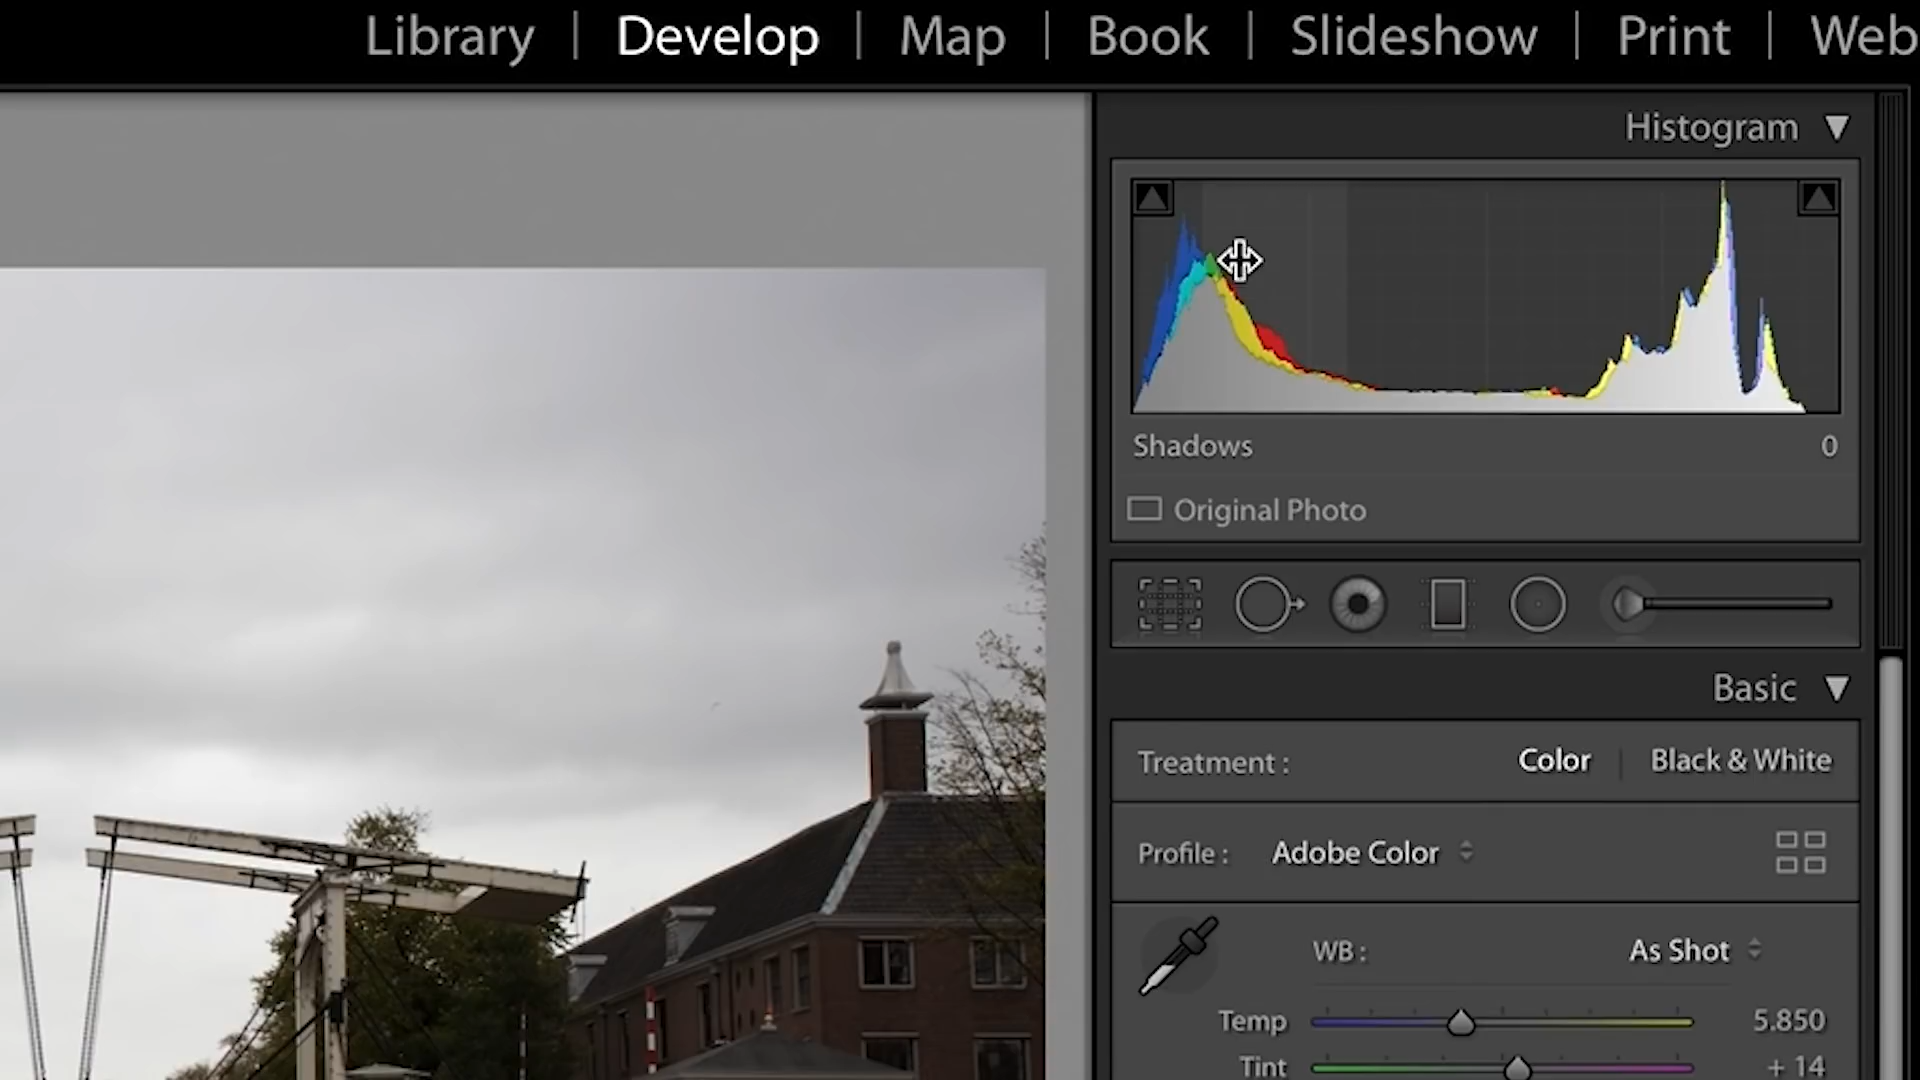 Library | Develop | Map | Book | Slideshow | Print | Web
Histogram
Shadows 0
Original Photo
Basic
Treatment : Color | Black & White
Profile : Adobe Color
WB : As Shot
Temp 5.850
Tint + 14